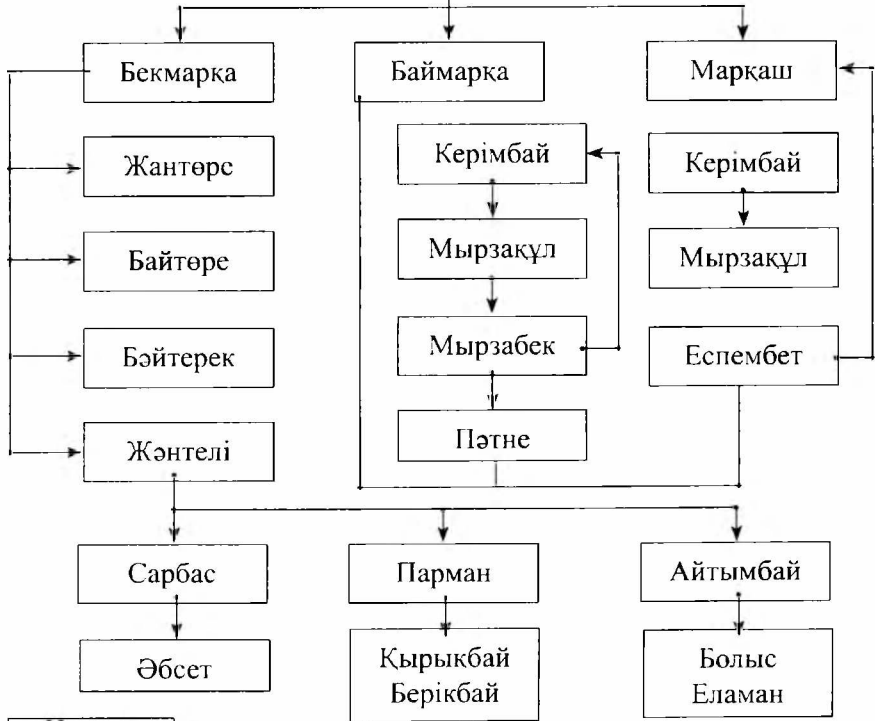 Бекмарқа
Баймарқа
Марқаш
Жантөре
Керімбай
Керімбай
Байтөре
Мырзақұл
Мырзақұл
Бәйтерек
Мырзабек
Еспембет
Жәнтелі
Пәтне
Сарбас
Парман
Айтымбай
Әбсет
Қырықбай
Берікбай
Болыс
Еламан